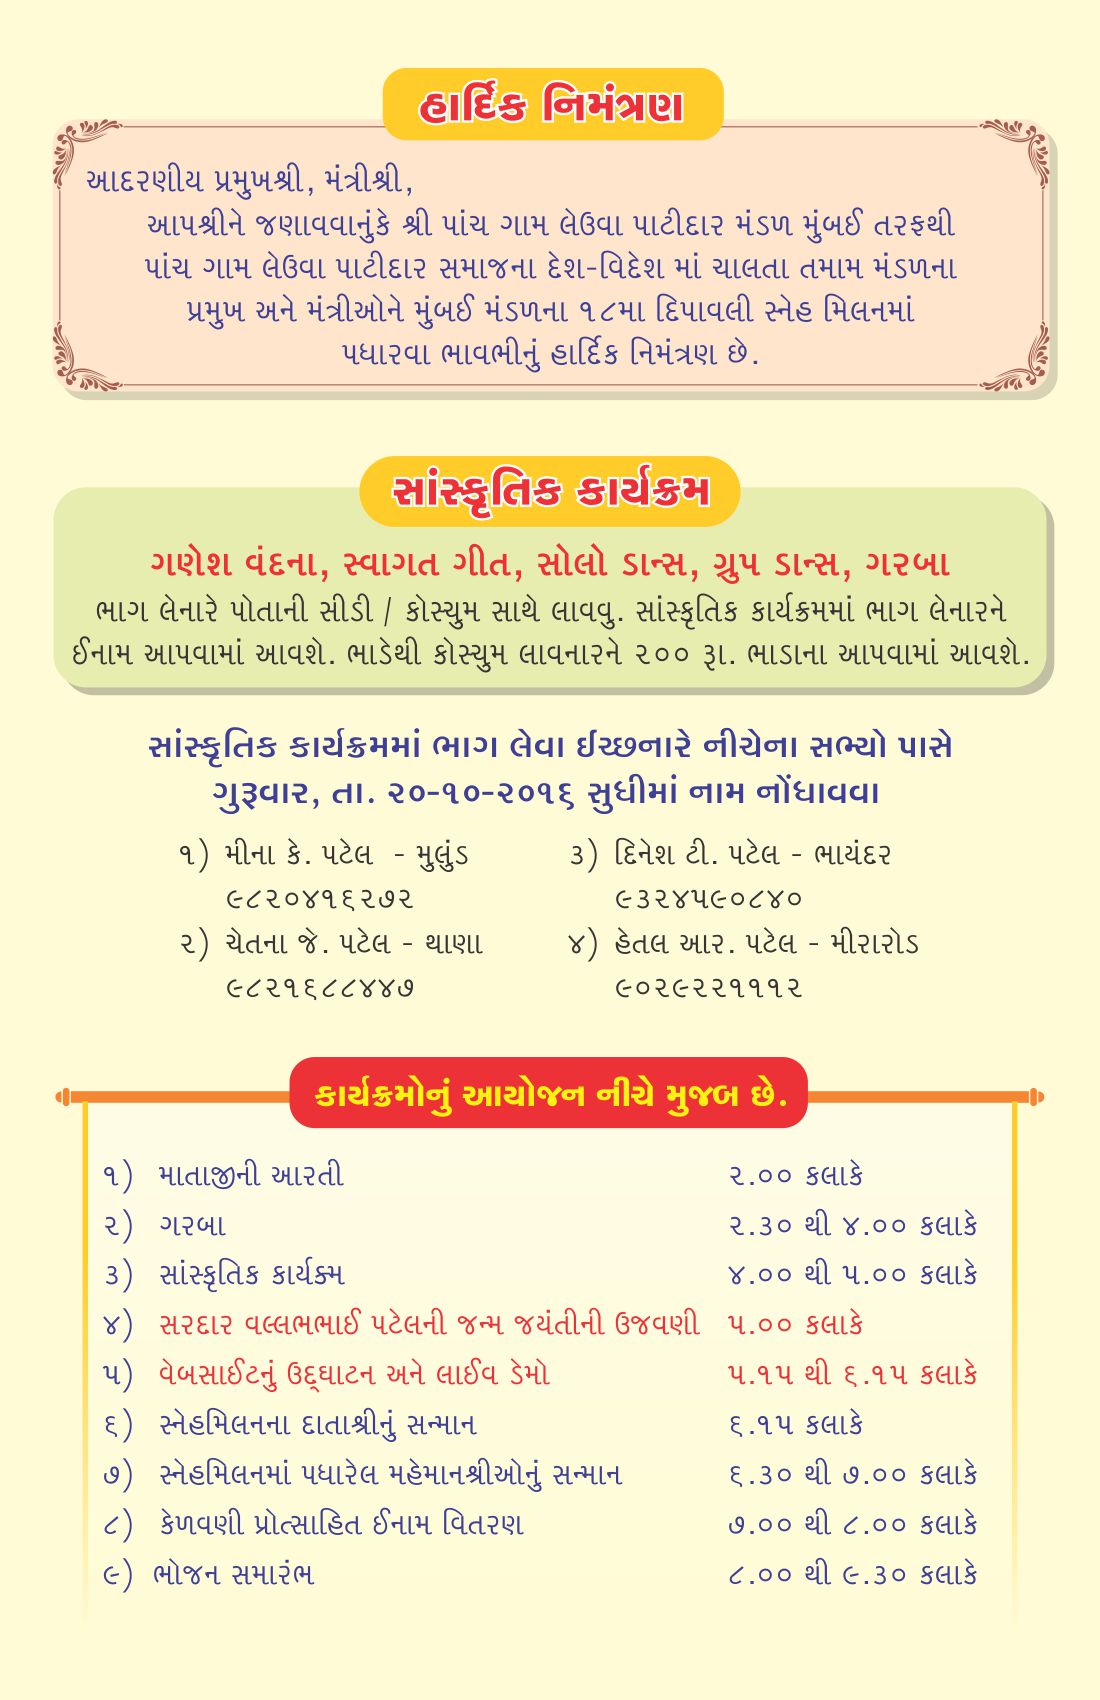 હાર્દિક નિમંત્રણ
આદરણીય પ્રમુખશ્રી, મંત્રીશ્રી,
આપશ્રીને જણાવવાનુંકે શ્રી પાંચ ગામ લેઉવા પાટીદાર મંડળ મુંબઈ તરફથી
પાંચ ગામ લેઉવા પાટીદાર સમાજના દેશ-વિદેશ માં ચાલતા તમામ મંડળના
પ્રમુખ અને મંત્રીઓને મુંબઈ મંડળના ૧૮મા દિપાવલી સ્નેહ મિલનમાં
પધારવા ભાવભીનું હાર્દિક નિમંત્રણ છે.
સાંસ્કૃતિક કાર્યક્રમ
ગણેશ વંદના, સ્વાગત ગીત, સોલો ડાન્સ, ગ્રુપ ડાન્સ, ગરબા
ભાગ લેનારે પોતાની સીડી / કોસ્ચુમ સાથે લાવવુ. સાંસ્કૃતિક કાર્યક્રમમાં ભાગ લેનારને
ઈનામ આપવામાં આવશે. ભાડેથી કોસ્ચુમ લાવનારને ૨૦૦ રૂા. ભાડાના આપવામાં આવશે.
સાંસ્કૃતિક કાર્યક્રમમાં ભાગ લેવા ઈચ્છનારે નીચેના સભ્યો પાસે
ગુરૂવાર, તા. ૨૦-૧૦-૨૦૧૬ સુધીમાં નામ નોંધાવવા
૧) મીના કે. પટેલ - મુલુંડ
૯૮૨૦૪૧૬૨૭૨
૨) ચેતના જે. પટેલ - થાણા
૯૮૨૧૬૮૮૪૪૭
૩) દિનેશ ટી. પટેલ - ભાયંદર
૯૩૨૪૫૯૦૮૪૦
૪) હેતલ આર. પટેલ - મીરારોડ
૯૦૨૯૨૨૧૧૧૨
કાર્યક્રમોનું આયોજન નીચે મુજબ છે.
૧) માતાજીની આરતી ૨.૦૦ કલાકે
૨) ગરબા ૨.૩૦ થી ૪.૦૦ કલાકે
૩) સાંસ્કૃતિક કાર્યક્મ ૪.૦૦ થી ૫.૦૦ કલાકે
૪) સરદાર વલ્લભભાઈ પટેલની જન્મ જયંતીની ઉજવણી ૫.૦૦ કલાકે
૫) વેબસાઈટનું ઉદ્‌ઘાટન અને લાઈવ ડેમો ૫.૧૫ થી ૬.૧૫ કલાકે
૬) સ્નેહમિલનના દાતાશ્રીનું સન્માન ૬.૧૫ કલાકે
૭) સ્નેહમિલનમાં પધારેલ મહેમાનશ્રીઓનું સન્માન ૬.૩૦ થી ૭.૦૦ કલાકે
૮) કેળવણી પ્રોત્સાહિત ઈનામ વિતરણ ૭.૦૦ થી ૮.૦૦ કલાકે
૯) ભોજન સમારંભ ૮.૦૦ થી ૯.૩૦ કલાકે